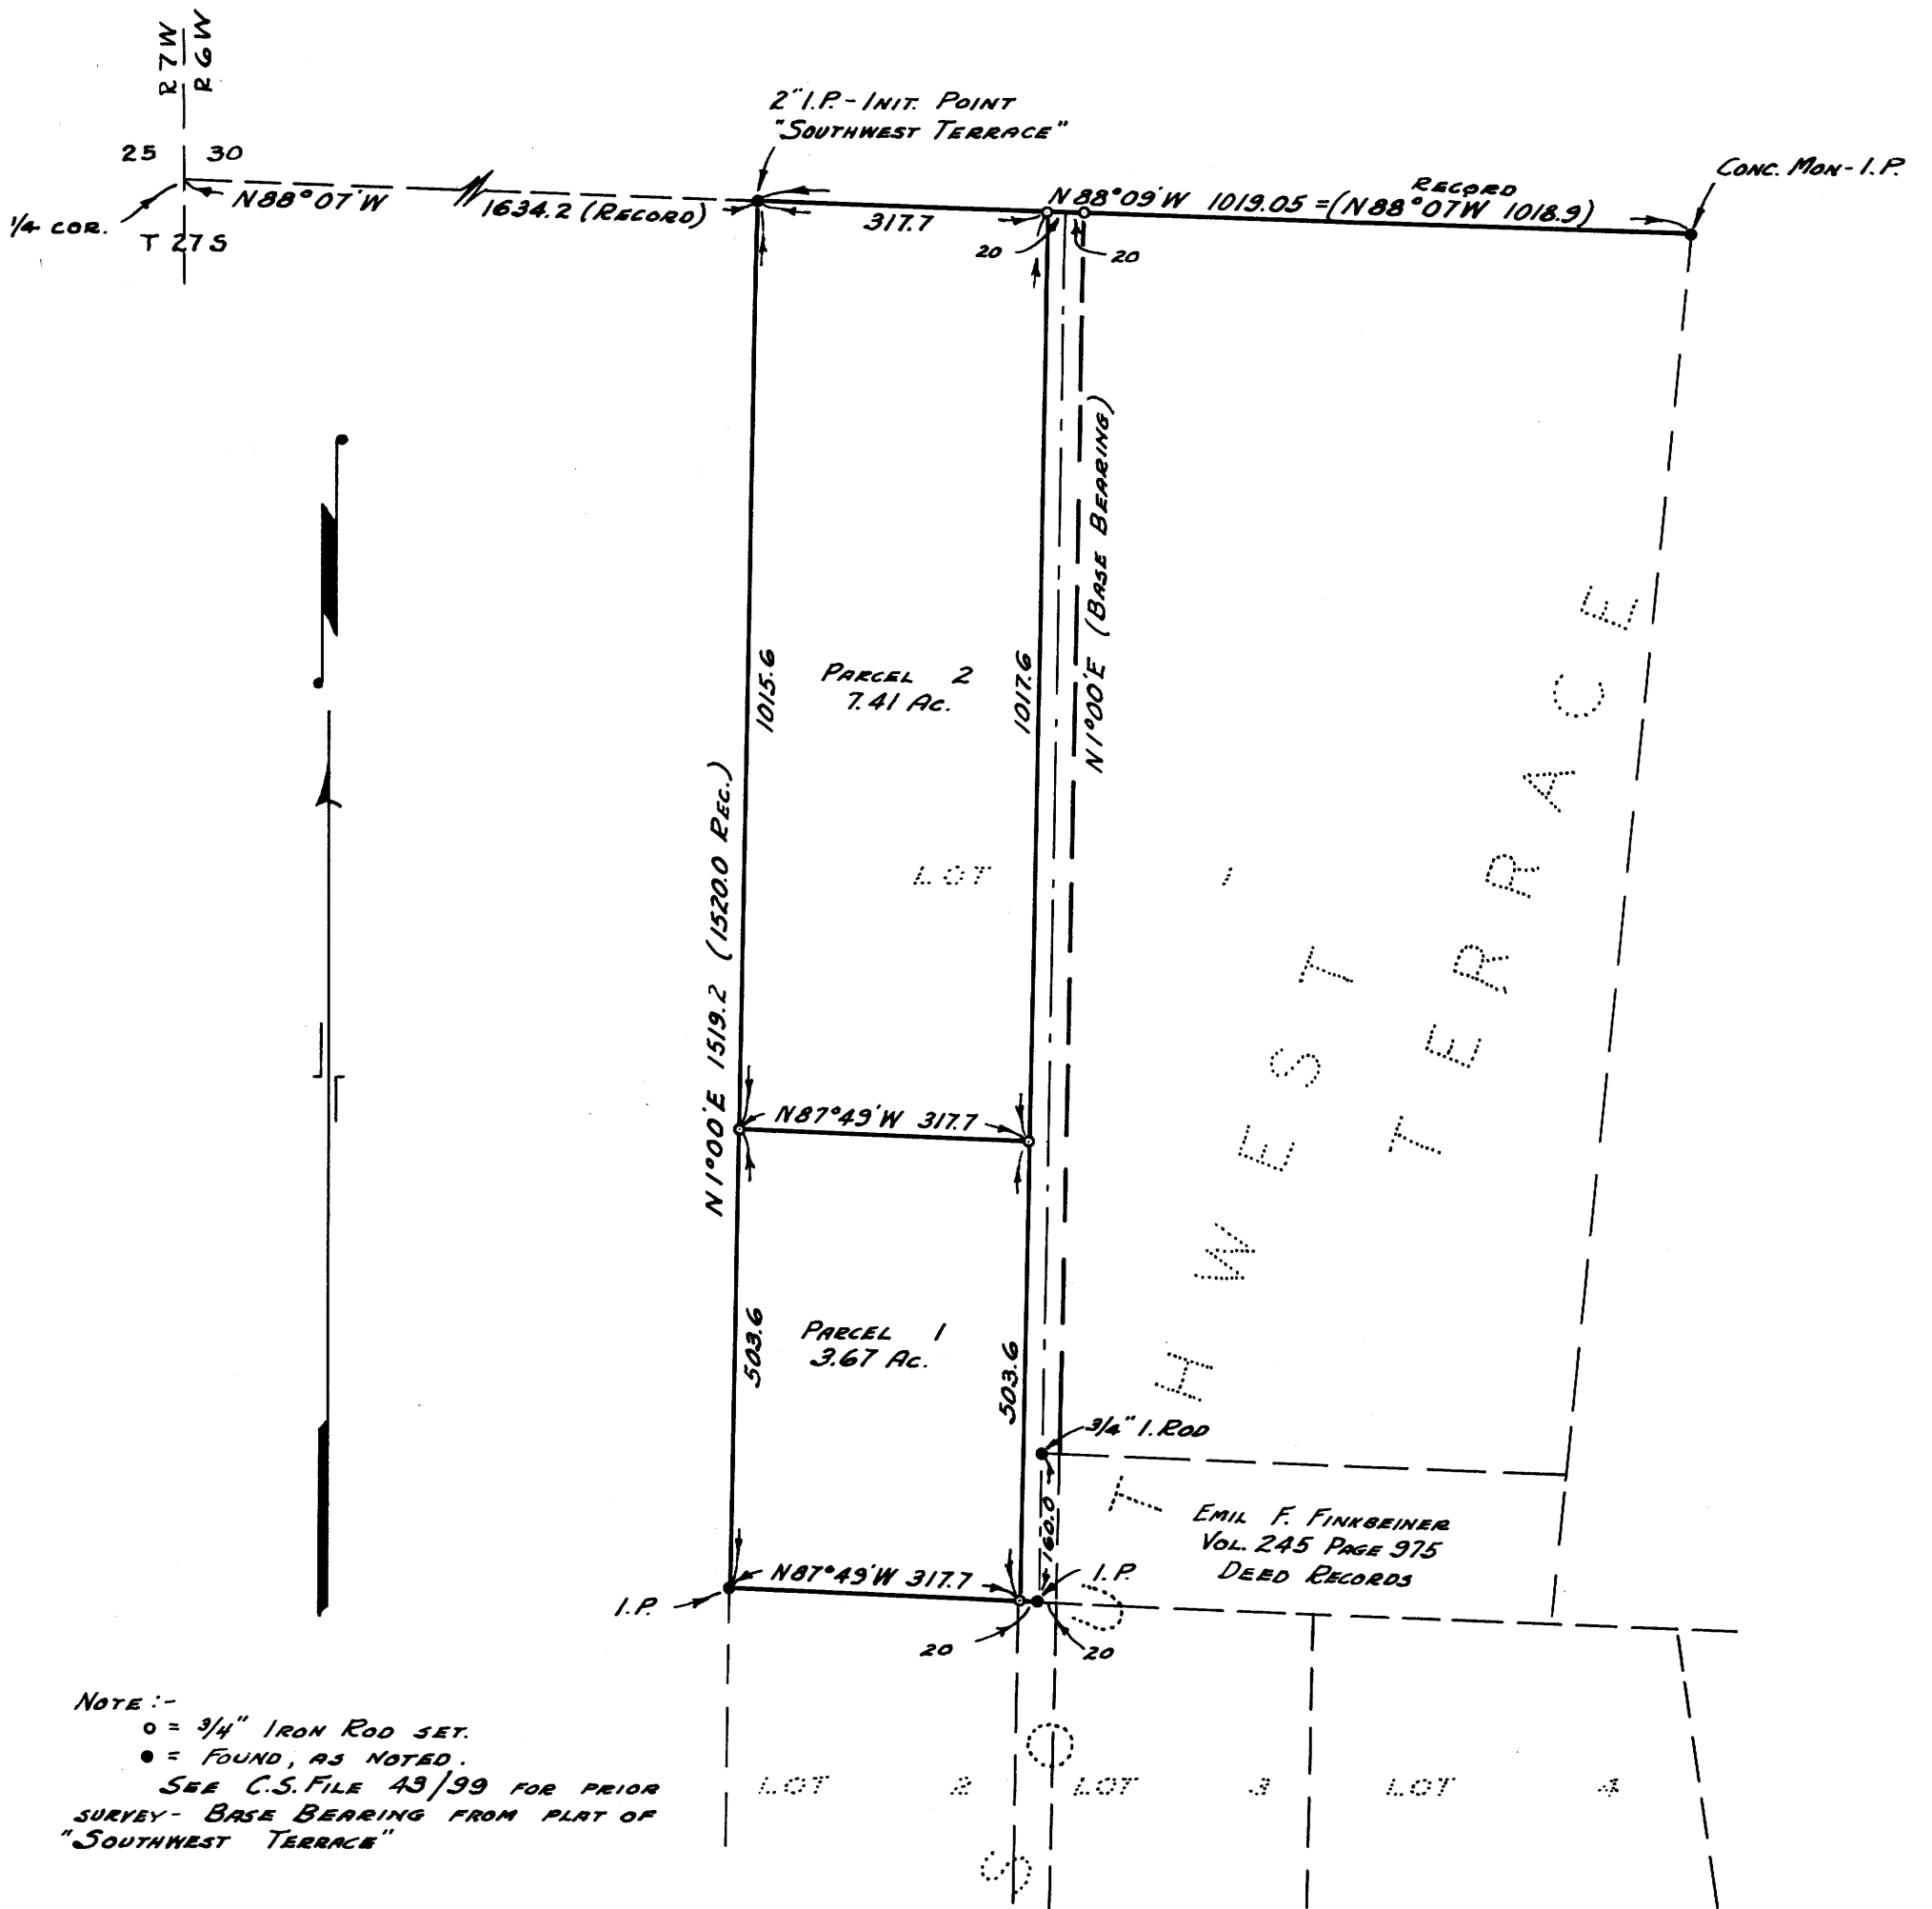 R7W
R6W
25 30
1/4 COR.
T 27 S
N88°07'W
1634.2 (RECORD)
2" I.P. - INIT. POINT
"SOUTHWEST TERRACE"
317.7
RECORD
N88°09'W 1019.05 = (N88°07W 1018.9)
CONC. MON - I.P.
20
20
N1°00'E (BASE BEARING)
1015.6
PARCEL 2
7.41 AC.
1017.6
N1°00'E 1519.2 (1520.0 REC.)
LOT 1
N87°49'W 317.7
503.6
PARCEL 1
3.67 AC.
503.6
3/4" I. ROD
160.0
EMIL F. FINKBEINER
VOL. 245 PAGE 975
DEED RECORDS
N87°49'W 317.7
I.P.
I.P.
20
20
SOUTHWEST
TERRACE
NOTE :-
o = 3/4" IRON ROD SET.
● = FOUND, AS NOTED.
SEE C.S. FILE 43/99 FOR PRIOR
SURVEY - BASE BEARING FROM PLAT OF
"SOUTHWEST TERRACE"
LOT 2
LOT 3
LOT 4